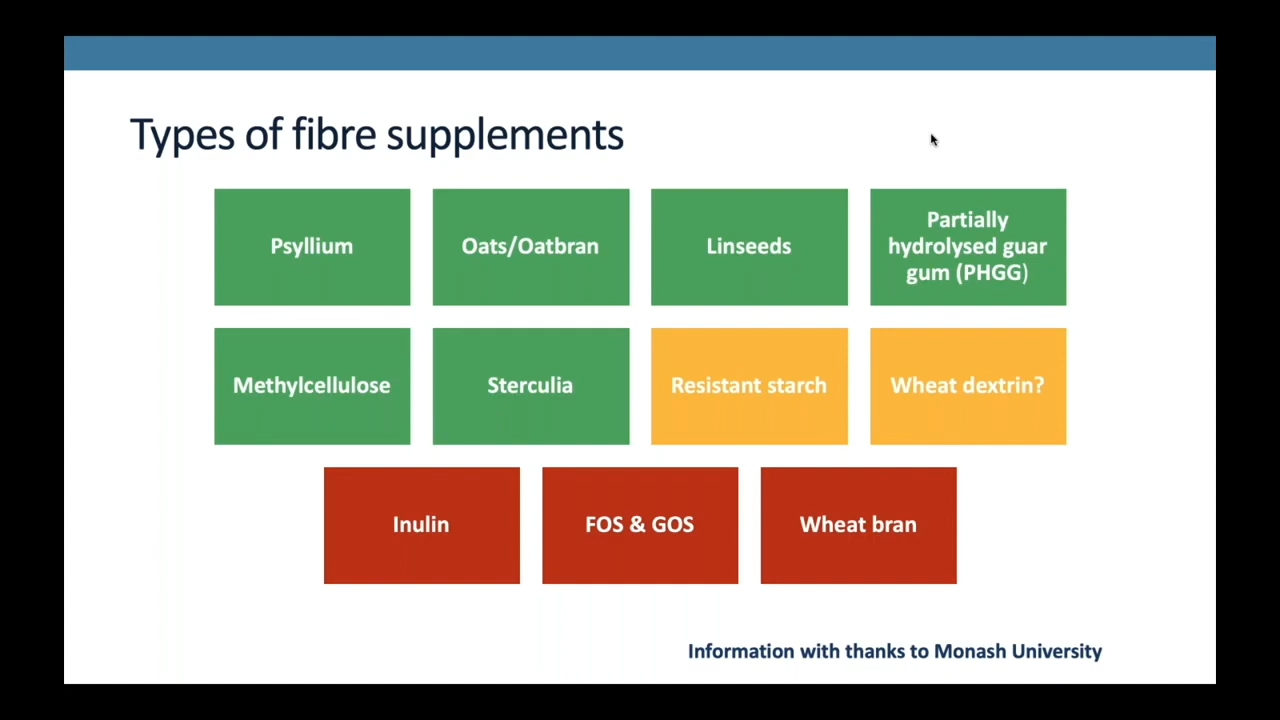 Types of fibre supplements
Psyllium
Oats/Oatbran
Linseeds
Partially
hydrolysed guar
gum (PHGG)
Methylcellulose
Sterculia
Resistant starch
Wheat dextrin?
Inulin
FOS & GOS
Wheat bran
Information with thanks to Monash University